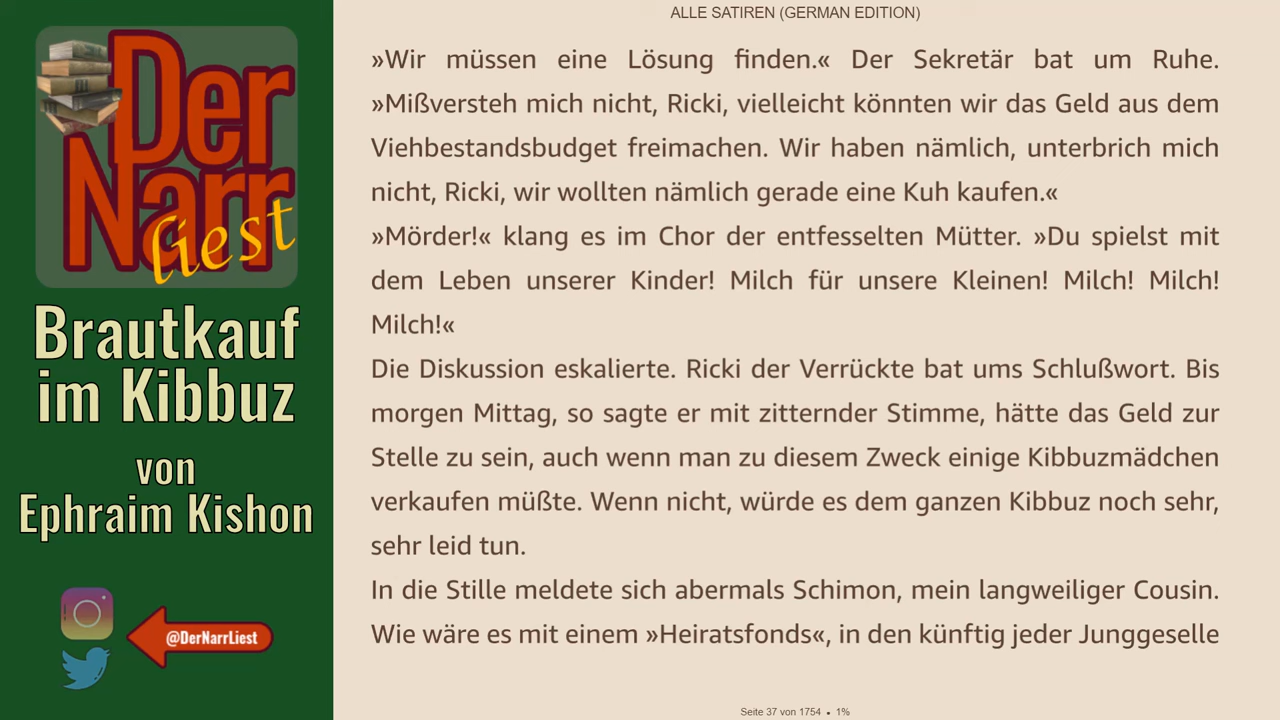 Der
Narr
liest
Brautkauf
im Kibbuz
von
Ephraim Kishon
@DerNarrLiest
ALLE SATIREN (GERMAN EDITION)
»Wir müssen eine Lösung finden.« Der Sekretär bat um Ruhe.
»Mißversteh mich nicht, Ricki, vielleicht könnten wir das Geld aus dem
Viehbestandsbudget freimachen. Wir haben nämlich, unterbrich mich
nicht, Ricki, wir wollten nämlich gerade eine Kuh kaufen.«
»Mörder!« klang es im Chor der entfesselten Mütter. »Du spielst mit
dem Leben unserer Kinder! Milch für unsere Kleinen! Milch! Milch!
Milch!«
Die Diskussion eskalierte. Ricki der Verrückte bat ums Schlußwort. Bis
morgen Mittag, so sagte er mit zitternder Stimme, hätte das Geld zur
Stelle zu sein, auch wenn man zu diesem Zweck einige Kibbuzmädchen
verkaufen müßte. Wenn nicht, würde es dem ganzen Kibbuz noch sehr,
sehr leid tun.
In die Stille meldete sich abermals Schimon, mein langweiliger Cousin.
Wie wäre es mit einem »Heiratsfonds«, in den künftig jeder Junggeselle
Seite 37 von 1754 • 1%